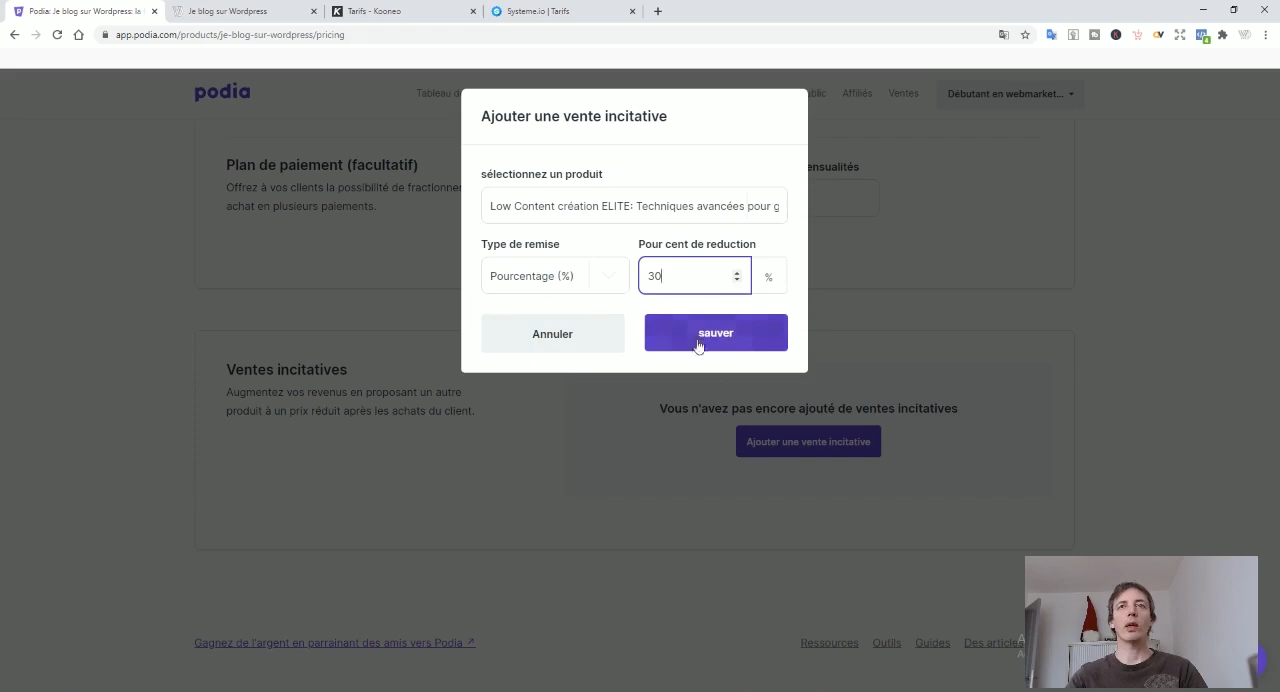 Podia: Je blog sur Wordpress: la
Je blog sur Wordpress
Tarifs - Kooneo
Systeme.io | Tarifs
app.podia.com/products/je-blog-sur-wordpress/pricing
podia
Tableau d
ublic
Affiliés
Ventes
Débutant en webmarket...
Ajouter une vente incitative
Plan de paiement (facultatif)
Offrez à vos clients la possibilité de fractionner
achat en plusieurs paiements.
ensualités
sélectionnez un produit
Low Content création ELITE: Techniques avancées pour g
Type de remise
Pour cent de reduction
Pourcentage (%)
30
%
Annuler
sauver
Ventes incitatives
Augmentez vos revenus en proposant un autre
produit à un prix réduit après les achats du client.
Vous n'avez pas encore ajouté de ventes incitatives
Ajouter une vente incitative
Gagnez de l'argent en parrainant des amis vers Podia ↗
Ressources
Outils
Guides
Des articles